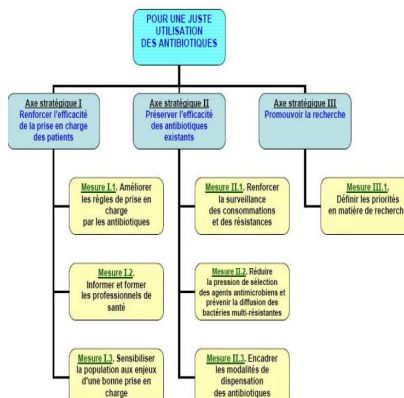 POUR UNE JUSTE
UTILISATION
DES ANTIBIOTIQUES
Axe stratégique I
Renforcer l'efficacité
de la prise en charge
des patients
Axe stratégique II
Préserver l'efficacité
des antibiotiques
existants
Axe stratégique III
Promouvoir la recherche
Mesure I.1. Améliorer
les règles de prise en
charge
par les antibiotiques
Mesure II.1. Renforcer
la surveillance
des consommations
et des résistances
Mesure III.1.
Définir les priorités
en matière de recherche
Mesure I.2.
Informer et former
les professionnels de
santé
Mesure II.2. Réduire
la pression de sélection
des agents antimicrobiens et
prévenir la diffusion des
bactéries multi-résistantes
Mesure I.3. Sensibiliser
la population aux enjeux
d'une bonne prise en
charge
Mesure II.3. Encadrer
les modalités de
dispensation
des antibiotiques